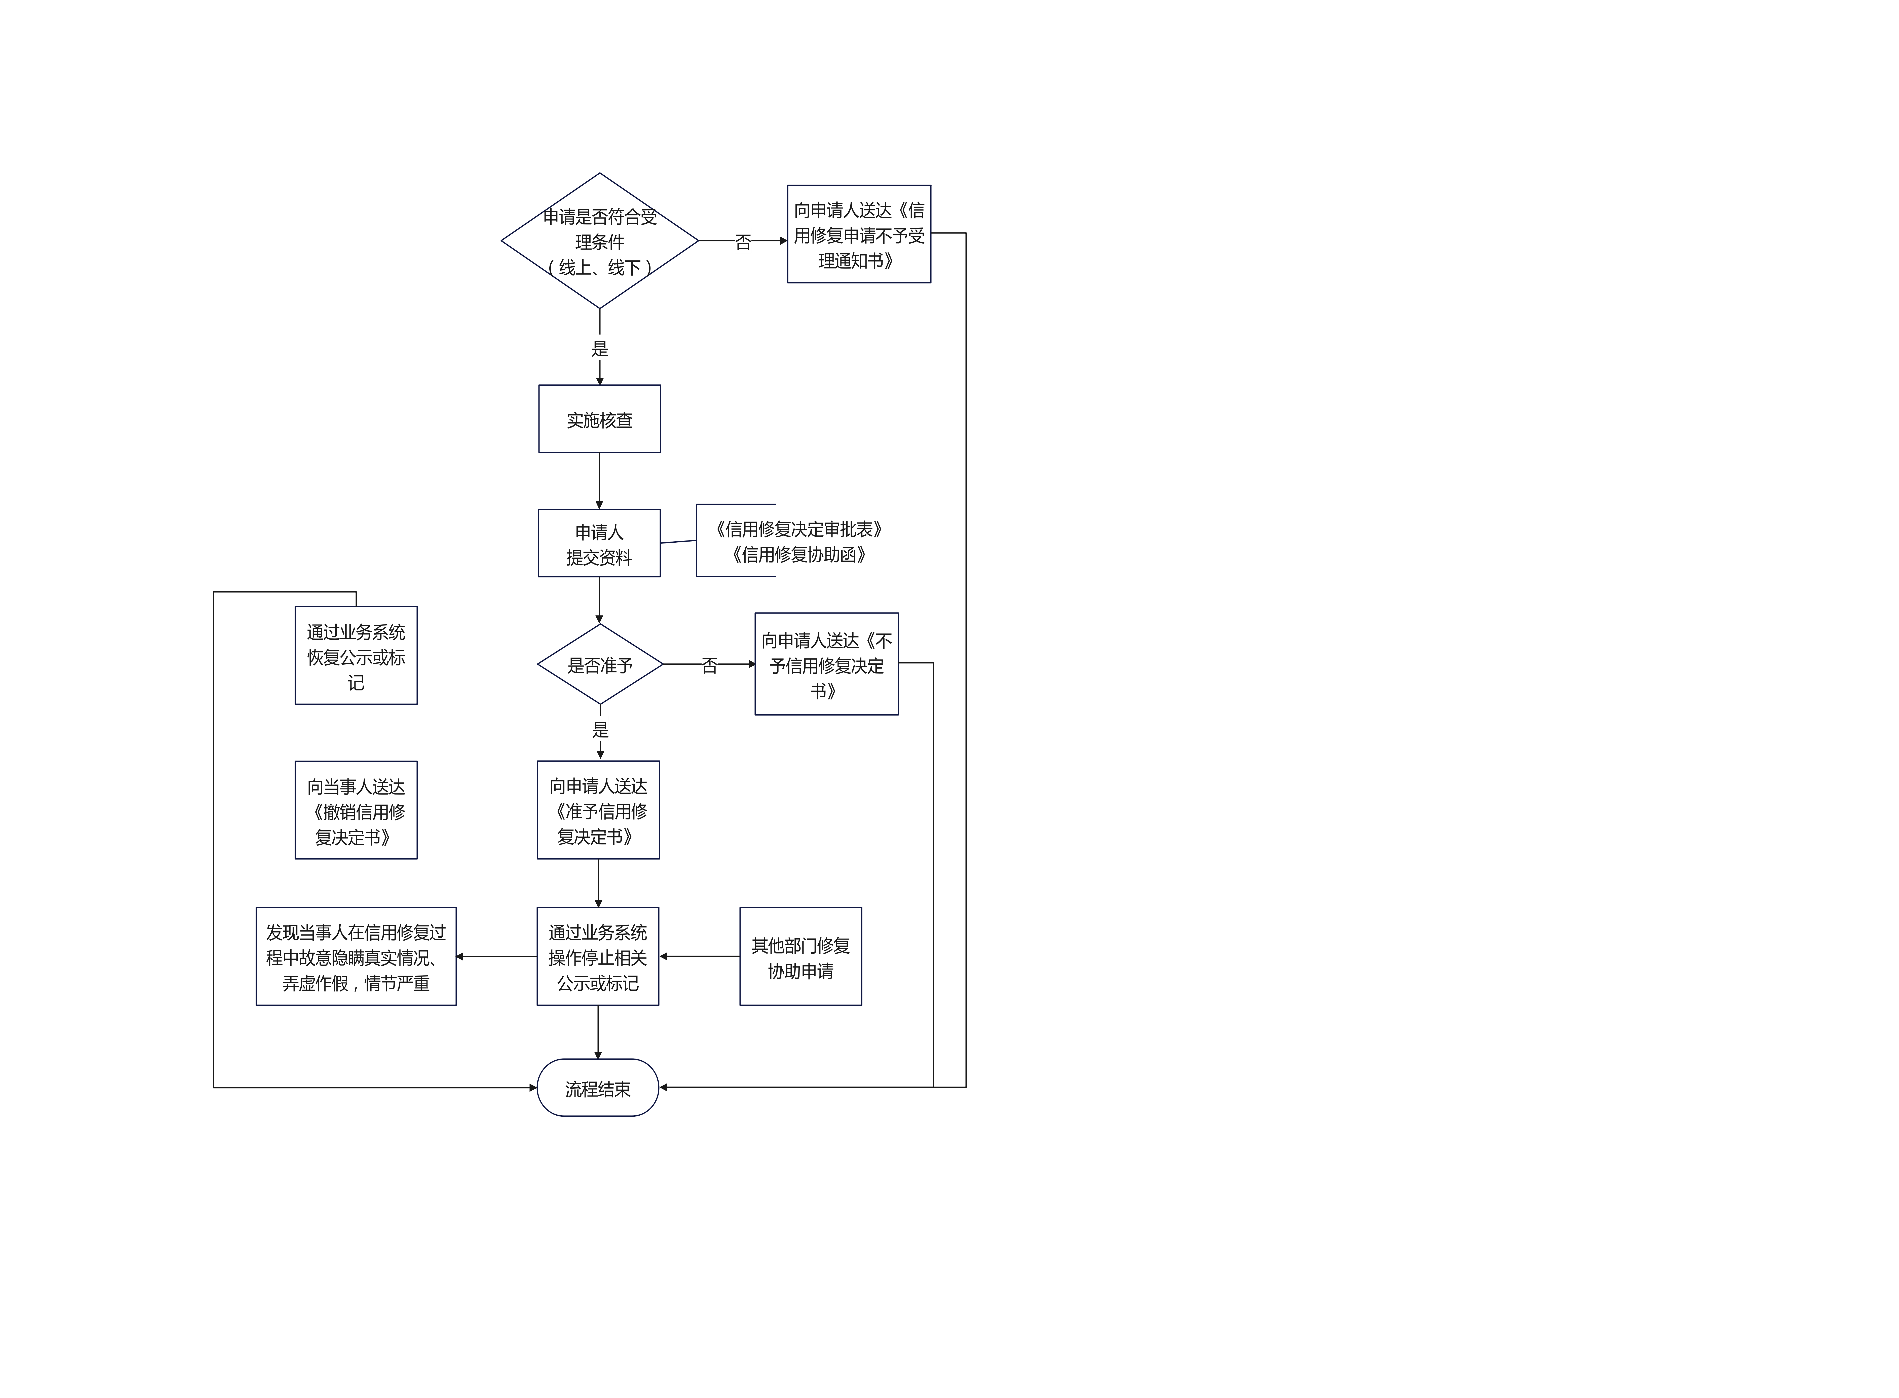 申请是否符合受
理条件
（线上、线下）
否
向申请人送达《信
用修复申请不予受
理通知书》
是
实施核查
申请人
提交资料
《信用修复决定审批表》
《信用修复协助函》
通过业务系统
恢复公示或标
记
是否准予
否
向申请人送达《不
予信用修复决定
书》
是
向当事人送达
《撤销信用修
复决定书》
向申请人送达
《准予信用修
复决定书》
发现当事人在信用修复过
程中故意隐瞒真实情况、
弄虚作假，情节严重
通过业务系统
操作停止相关
公示或标记
其他部门修复
协助申请
流程结束